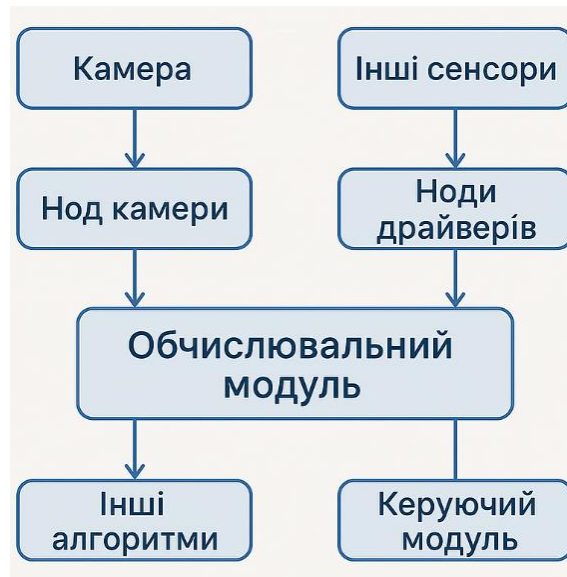 Камера
Інші сенсори
Нод камери
Ноди
драйверів
Обчислювальний
модуль
Інші
алгоритми
Керуючий
модуль